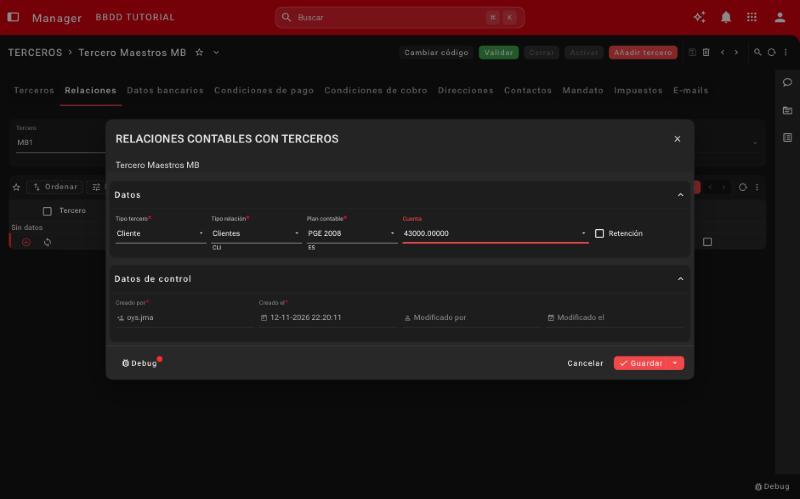 Manager BBDD TUTORIAL Buscar ⌘ K
TERCEROS > Tercero Maestros MB Cambiar código Validar Cerrar Activar Añadir tercero
Terceros Relaciones Datos bancarios Condiciones de pago Condiciones de cobro Direcciones Contactos Mandato Impuestos E-mails
Tercero
MB1
RELACIONES CONTABLES CON TERCEROS
Tercero Maestros MB
Ordenar
Datos
Tercero
Tipo tercero* Tipo relación* Plan contable* Cuenta
Sin datos
Cliente Clientes PGE 2008 43000.00000 Retención
CLI ES
Datos de control
Creado por* Creado el*
oys.jma 12-11-2026 22:20:11 Modificado por Modificado el
Debug Cancelar Guardar
Debug